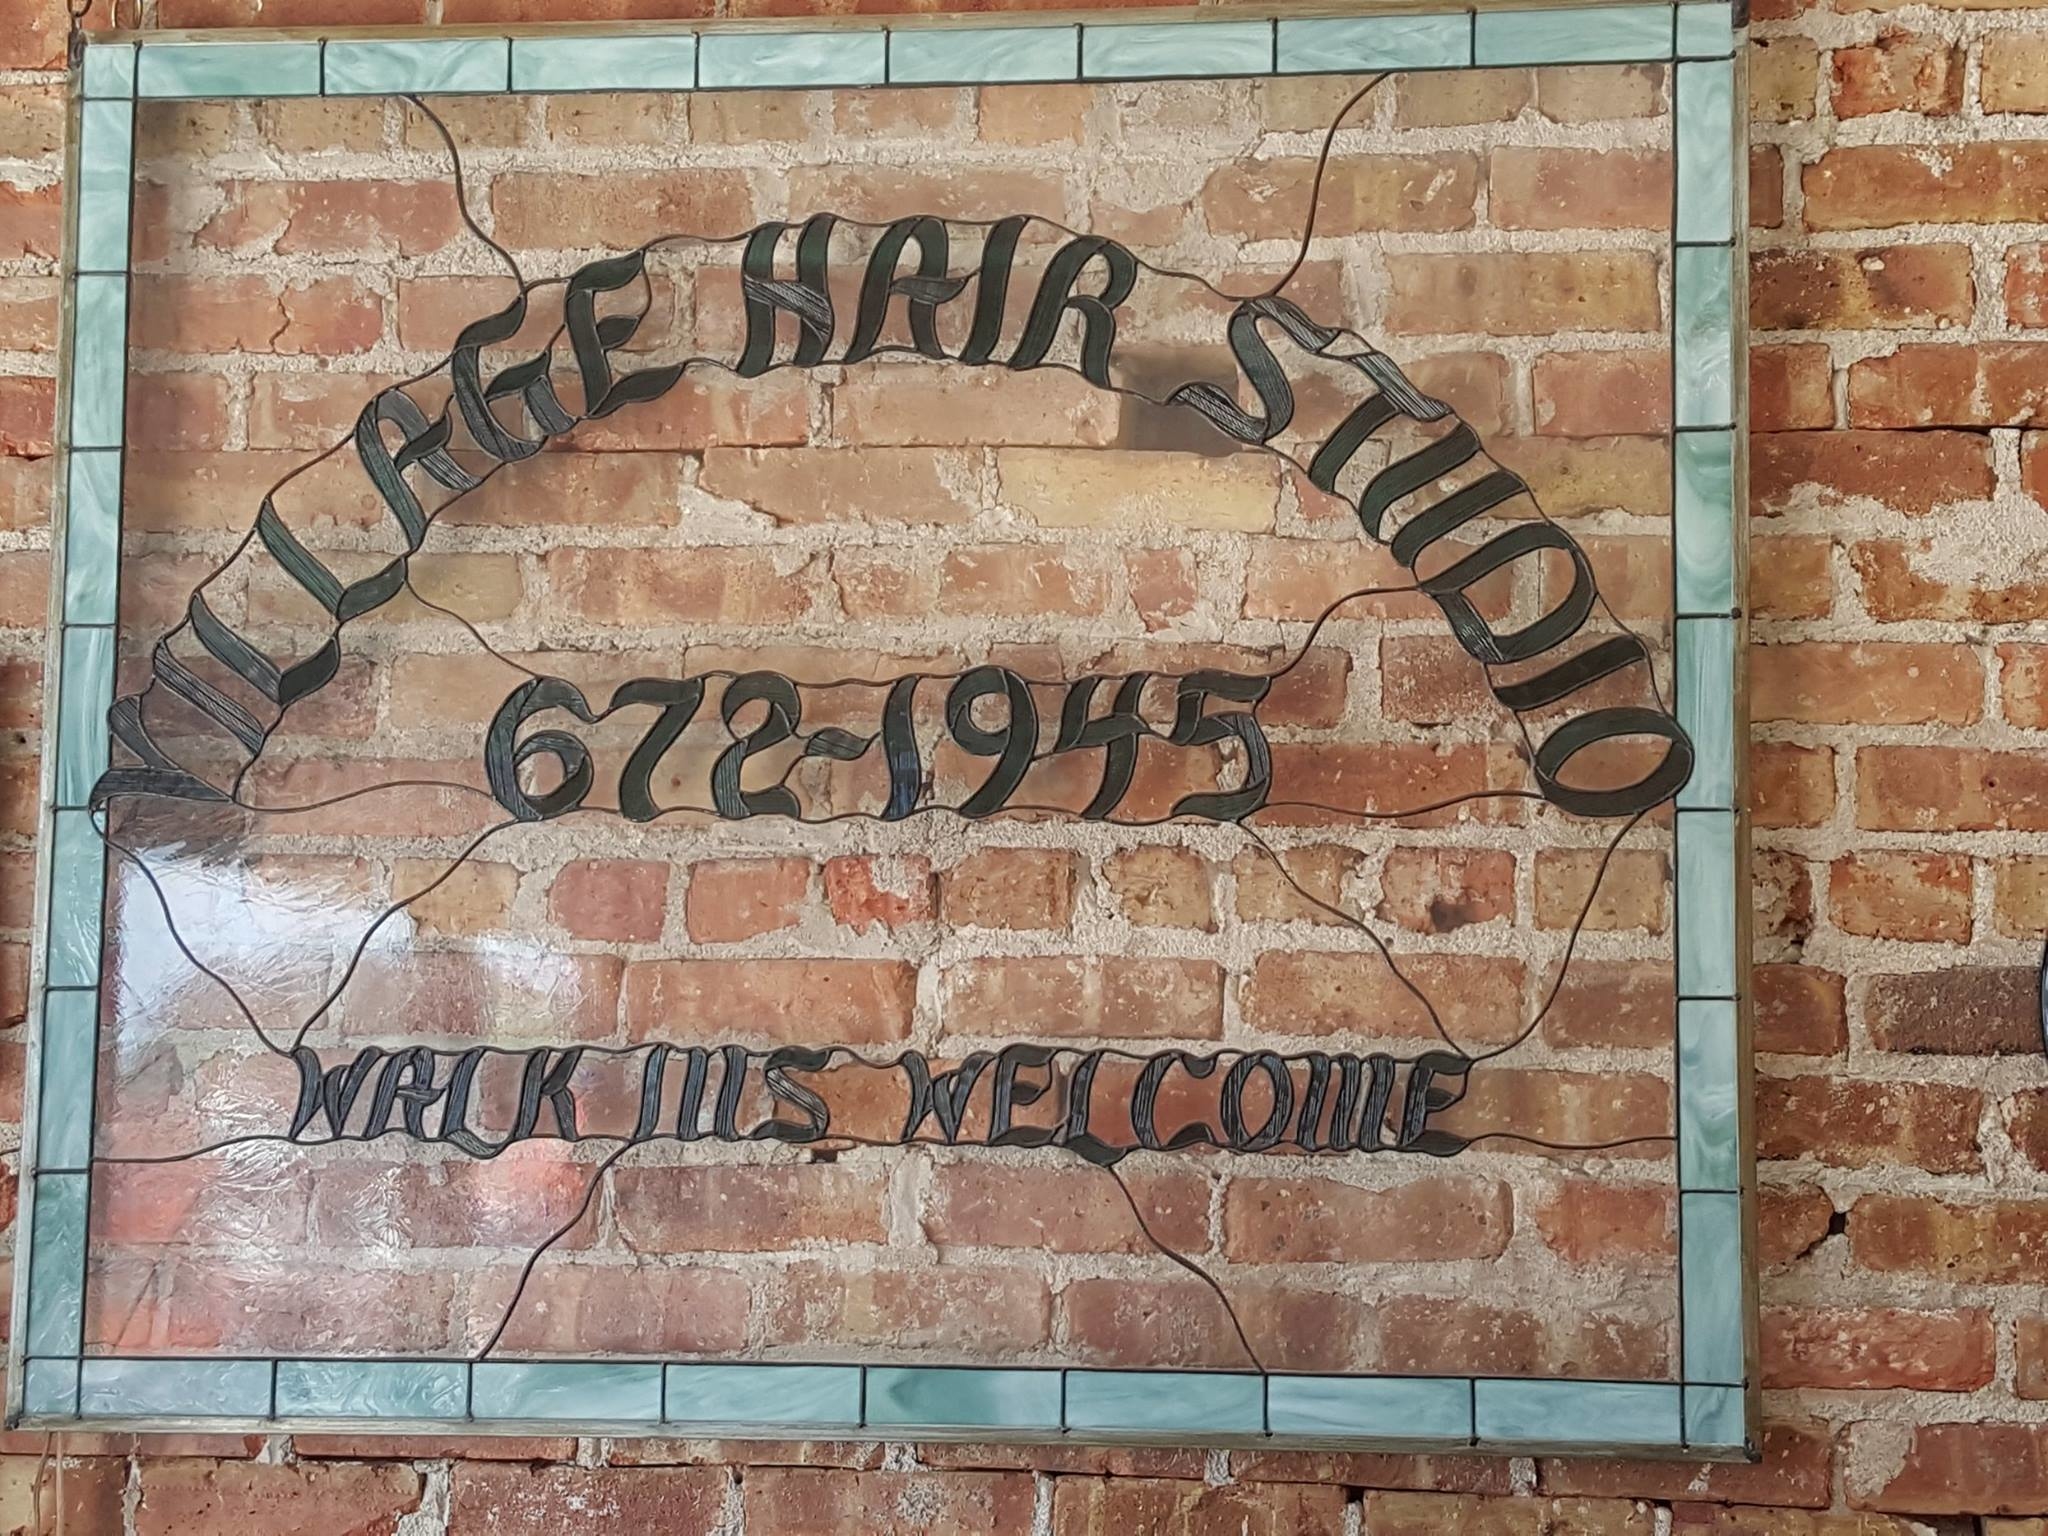 VILLAGE HAIR STUDIO
672-1945
WALK INS WELCOME